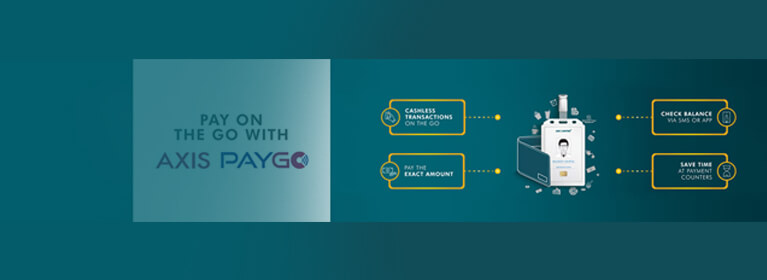 PAY ON
THE GO WITH
AXIS PAYGO
CASHLESS
TRANSACTIONS
ON THE GO
PAY THE
EXACT AMOUNT
CHECK BALANCE
VIA SMS OR APP
SAVE TIME
AT PAYMENT
COUNTERS